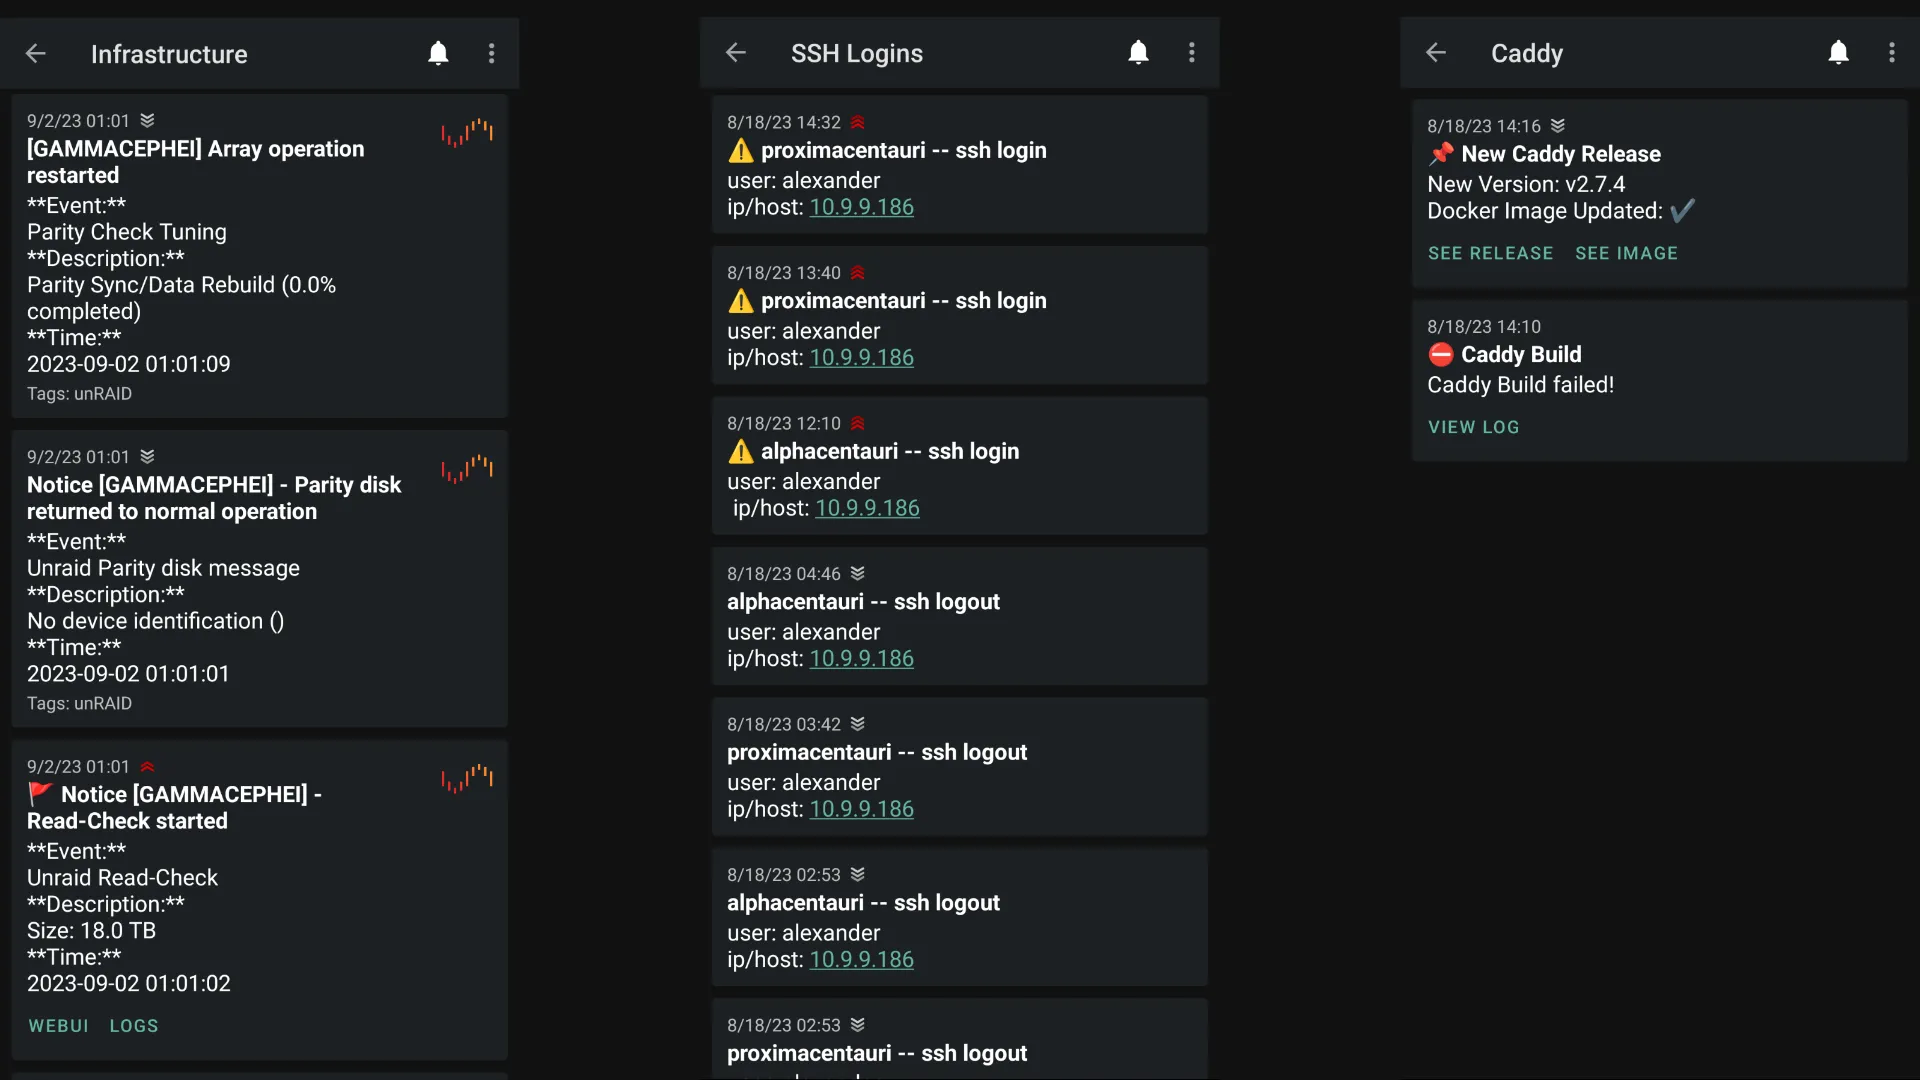 Infrastructure
9/2/23 01:01
[GAMMACEPHEI] Array operation
restarted
**Event:**
Parity Check Tuning
**Description:**
Parity Sync/Data Rebuild (0.0%
completed)
**Time:**
2023-09-02 01:01:09
Tags: unRAID
9/2/23 01:01
Notice [GAMMACEPHEI] - Parity disk
returned to normal operation
**Event:**
Unraid Parity disk message
**Description:**
No device identification ()
**Time:**
2023-09-02 01:01:01
Tags: unRAID
9/2/23 01:01
Notice [GAMMACEPHEI] -
Read-Check started
**Event:**
Unraid Read-Check
**Description:**
Size: 18.0 TB
**Time:**
2023-09-02 01:01:02
WEBUI LOGS
SSH Logins
8/18/23 14:32
proximacentauri -- ssh login
user: alexander
ip/host: 10.9.9.186
8/18/23 13:40
proximacentauri -- ssh login
user: alexander
ip/host: 10.9.9.186
8/18/23 12:10
alphacentauri -- ssh login
user: alexander
ip/host: 10.9.9.186
8/18/23 04:46
alphacentauri -- ssh logout
user: alexander
ip/host: 10.9.9.186
8/18/23 03:42
proximacentauri -- ssh logout
user: alexander
ip/host: 10.9.9.186
8/18/23 02:53
alphacentauri -- ssh logout
user: alexander
ip/host: 10.9.9.186
8/18/23 02:53
proximacentauri -- ssh logout
Caddy
8/18/23 14:16
New Caddy Release
New Version: v2.7.4
Docker Image Updated: ✔
SEE RELEASE SEE IMAGE
8/18/23 14:10
Caddy Build
Caddy Build failed!
VIEW LOG